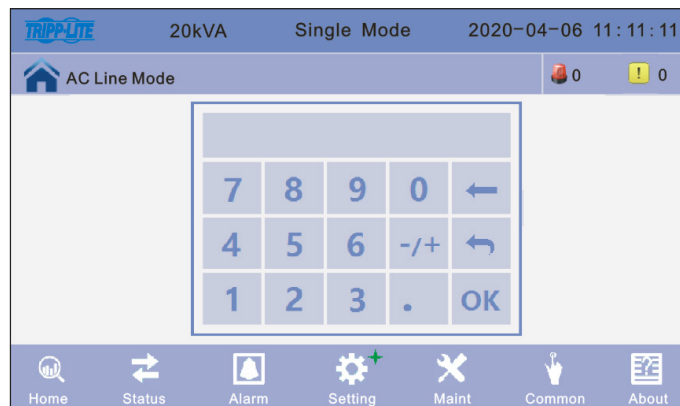 TRIPP-LITE 20kVA Single Mode 2020-04-06 11:11:11
AC Line Mode 0 ! 0
7 8 9 0 ←
4 5 6 -/+ ↰
1 2 3 . OK
Home Status Alarm Setting Maint Common About